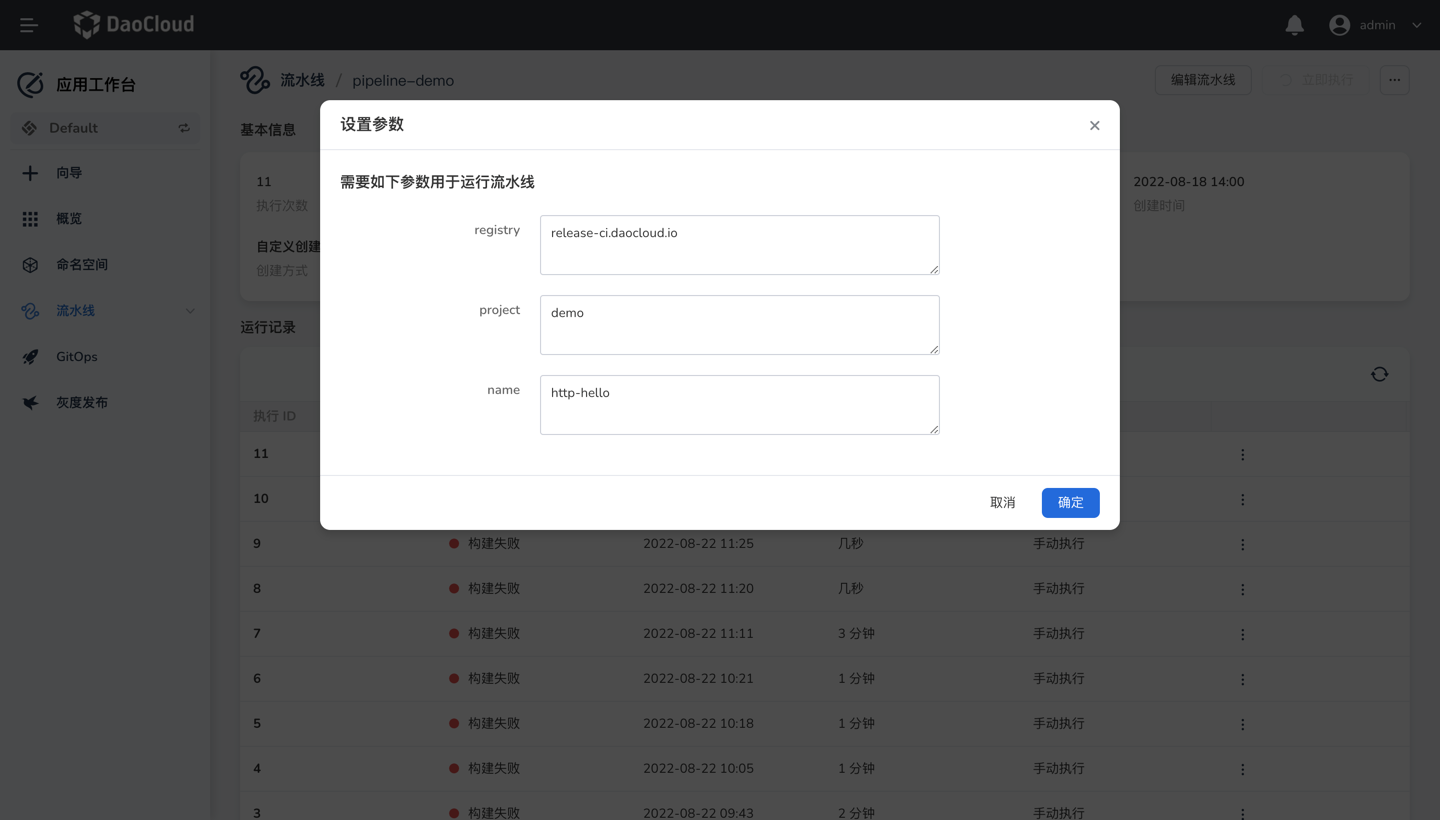 DaoCloud
admin
应用工作台
Default
向导
概览
命名空间
流水线
GitOps
灰度发布
流水线 / pipeline-demo
编辑流水线
立即执行
基本信息
11
执行次数
2022-08-18 14:00
创建时间
自定义创建
创建方式
运行记录
设置参数
需要如下参数用于运行流水线
registry
release-ci.daocloud.io
project
demo
name
http-hello
取消
确定
执行 ID
11
10
9 构建失败 2022-08-22 11:25 几秒 手动执行
8 构建失败 2022-08-22 11:20 几秒 手动执行
7 构建失败 2022-08-22 11:11 3 分钟 手动执行
6 构建失败 2022-08-22 10:21 1 分钟 手动执行
5 构建失败 2022-08-22 10:18 1 分钟 手动执行
4 构建失败 2022-08-22 10:05 1 分钟 手动执行
3 构建失败 2022-08-22 09:43 2 分钟 手动执行